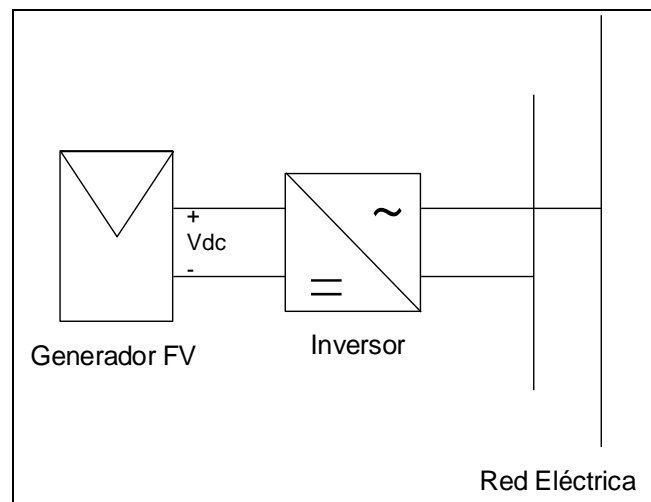 +
Vdc
-
~
=
Generador FV
Inversor
Red Eléctrica